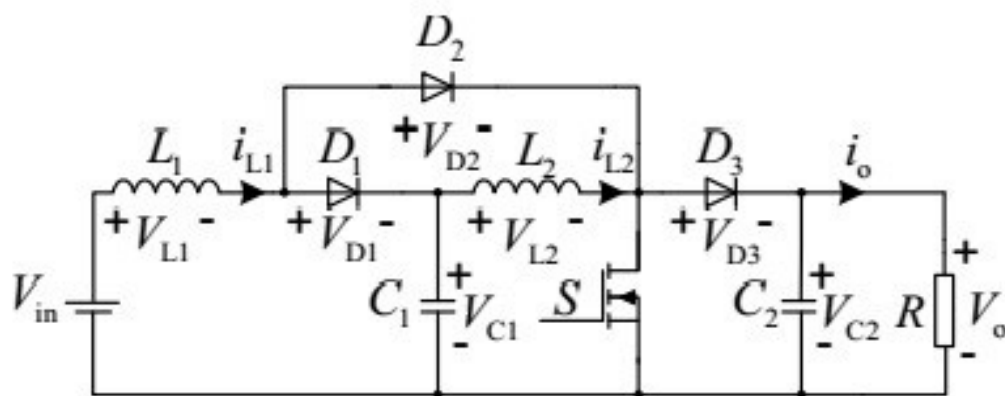 D2
+ VD2 -
L1 iL1 D1 L2 iL2 D3 io
+ VL1 - + VD1 - + VL2 - + VD3 -
Vin C1 + VC1 - S C2 + VC2 - R + Vo -